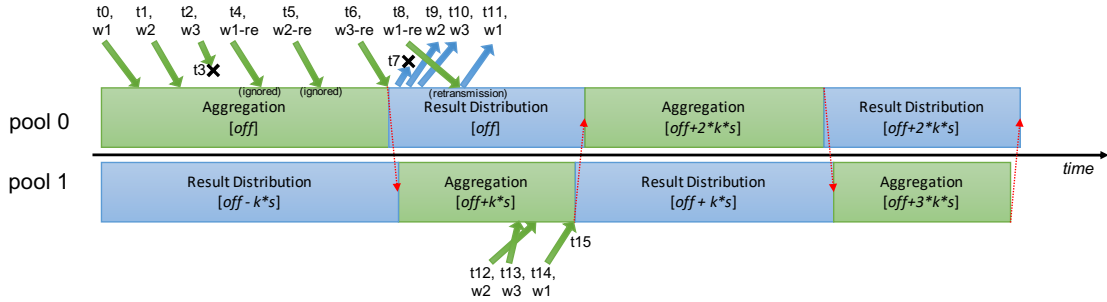 t0, t1, t2, t4, t5, t6, t8, t9, t10, t11,
w1 w2 w3 w1-re w2-re w3-re w1-re w2 w3 w1
t3 t7
(ignored) (ignored) (retransmission)
pool 0
Aggregation
[off]
Result Distribution
[off]
Aggregation
[off+2*k*s]
Result Distribution
[off+2*k*s]
time
pool 1
Result Distribution
[off - k*s]
Aggregation
[off+k*s]
Result Distribution
[off + k*s]
Aggregation
[off+3*k*s]
t15
t12, t13, t14,
w2 w3 w1